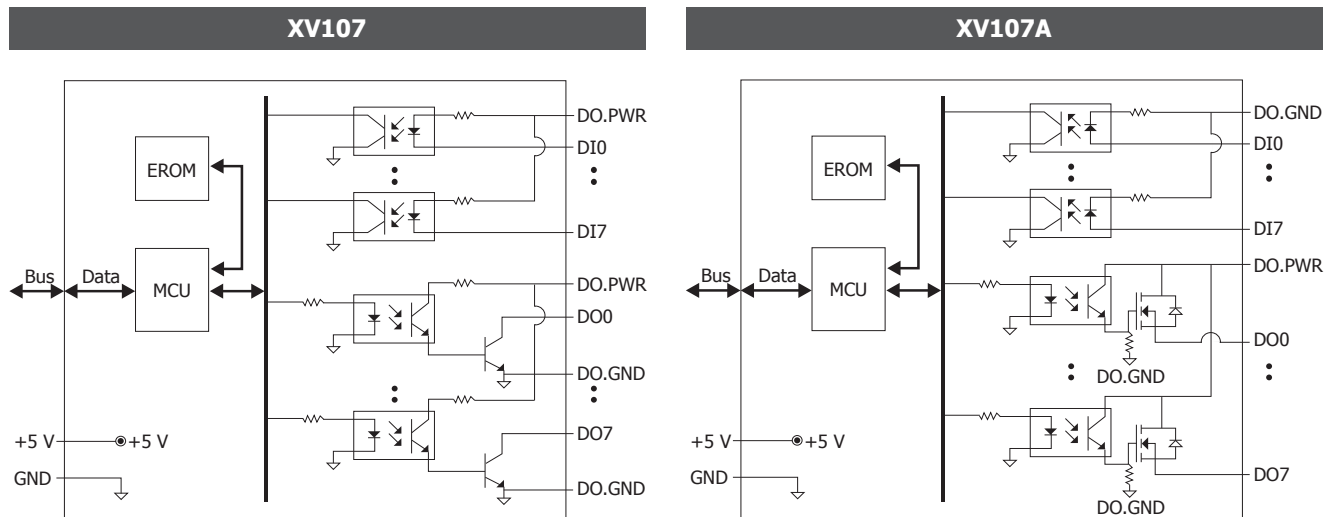 XV107
EROM
MCU
Bus
Data
+5 V
+5 V
GND
DO.PWR
DI0
DI7
DO.PWR
DO0
DO.GND
DO7
DO.GND
XV107A
EROM
MCU
Bus
Data
+5 V
+5 V
GND
DO.GND
DI0
DI7
DO.PWR
DO0
DO.GND
DO7
DO.GND